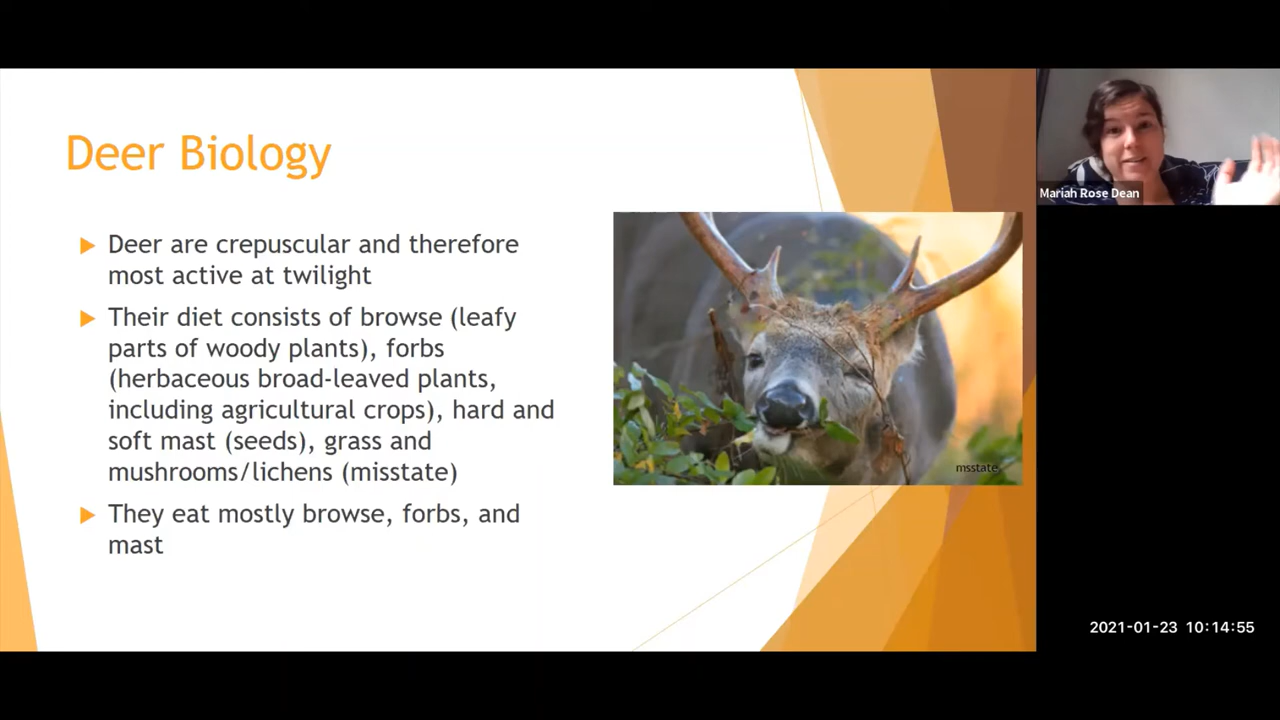 Deer Biology
Deer are crepuscular and therefore
most active at twilight
Their diet consists of browse (leafy
parts of woody plants), forbs
(herbaceous broad-leaved plants,
including agricultural crops), hard and
soft mast (seeds), grass and
mushrooms/lichens (misstate)
They eat mostly browse, forbs, and
mast
msstate
Mariah Rose Dean
2021-01-23 10:14:55